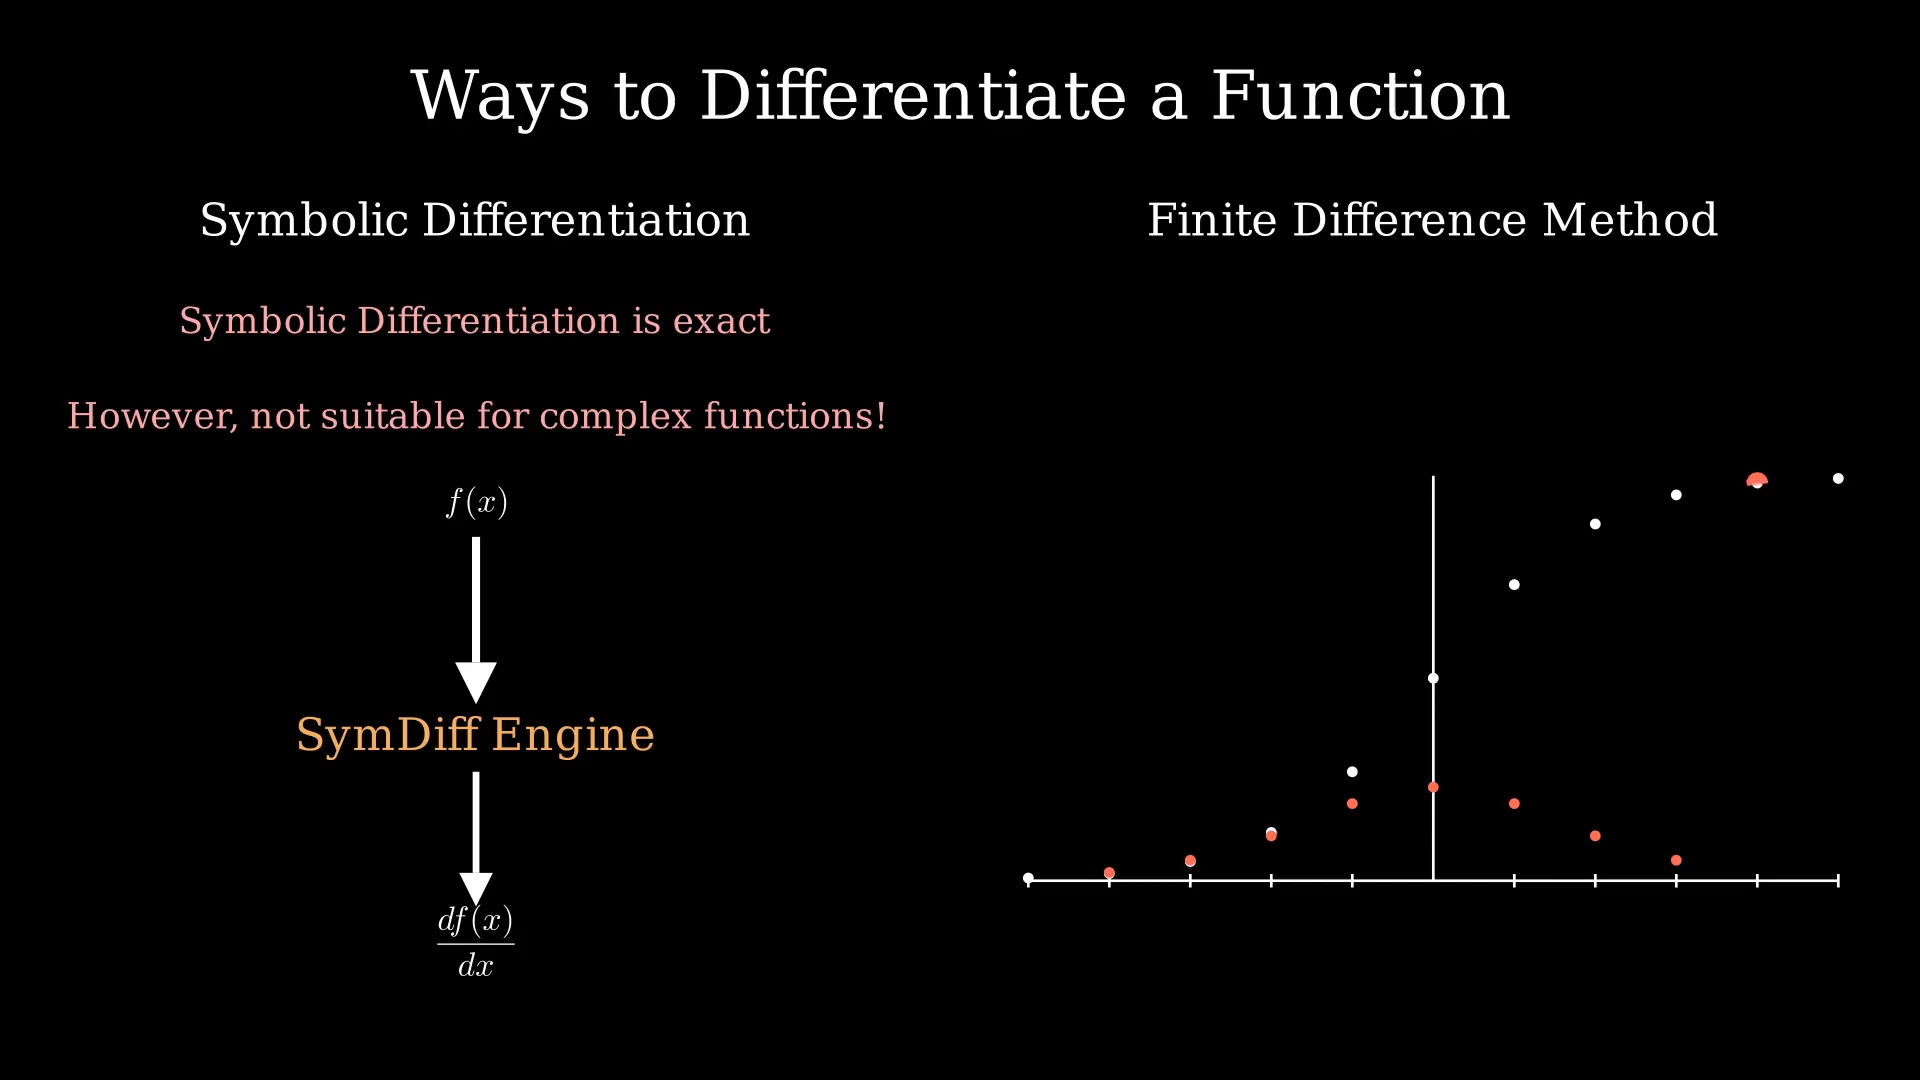 Ways to Differentiate a Function
Symbolic Differentiation
Symbolic Differentiation is exact
However, not suitable for complex functions!
f(x)
SymDiff Engine
df(x)
dx
Finite Difference Method